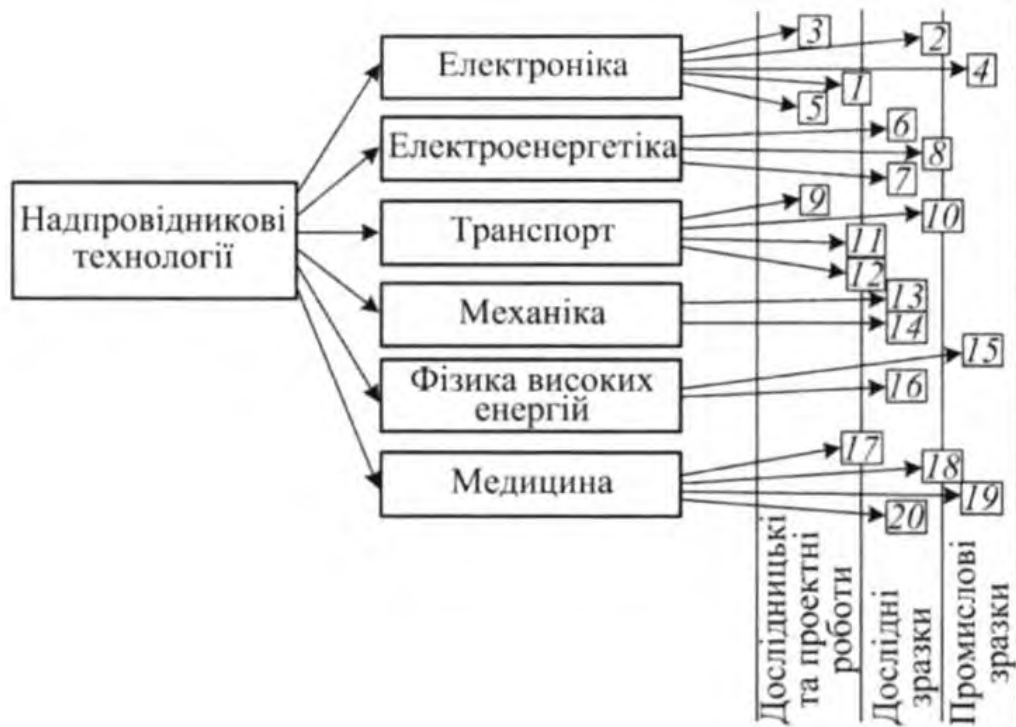 Надпровідникові
технології
Електроніка
Електроенергетіка
Транспорт
Механіка
Фізика високих
енергій
Медицина
3
2
4
1
5
6
8
7
9
10
11
12
13
14
15
16
17
18
19
20
Дослідницькі
та проектні
роботи
Дослідні
зразки
Промислові
зразки